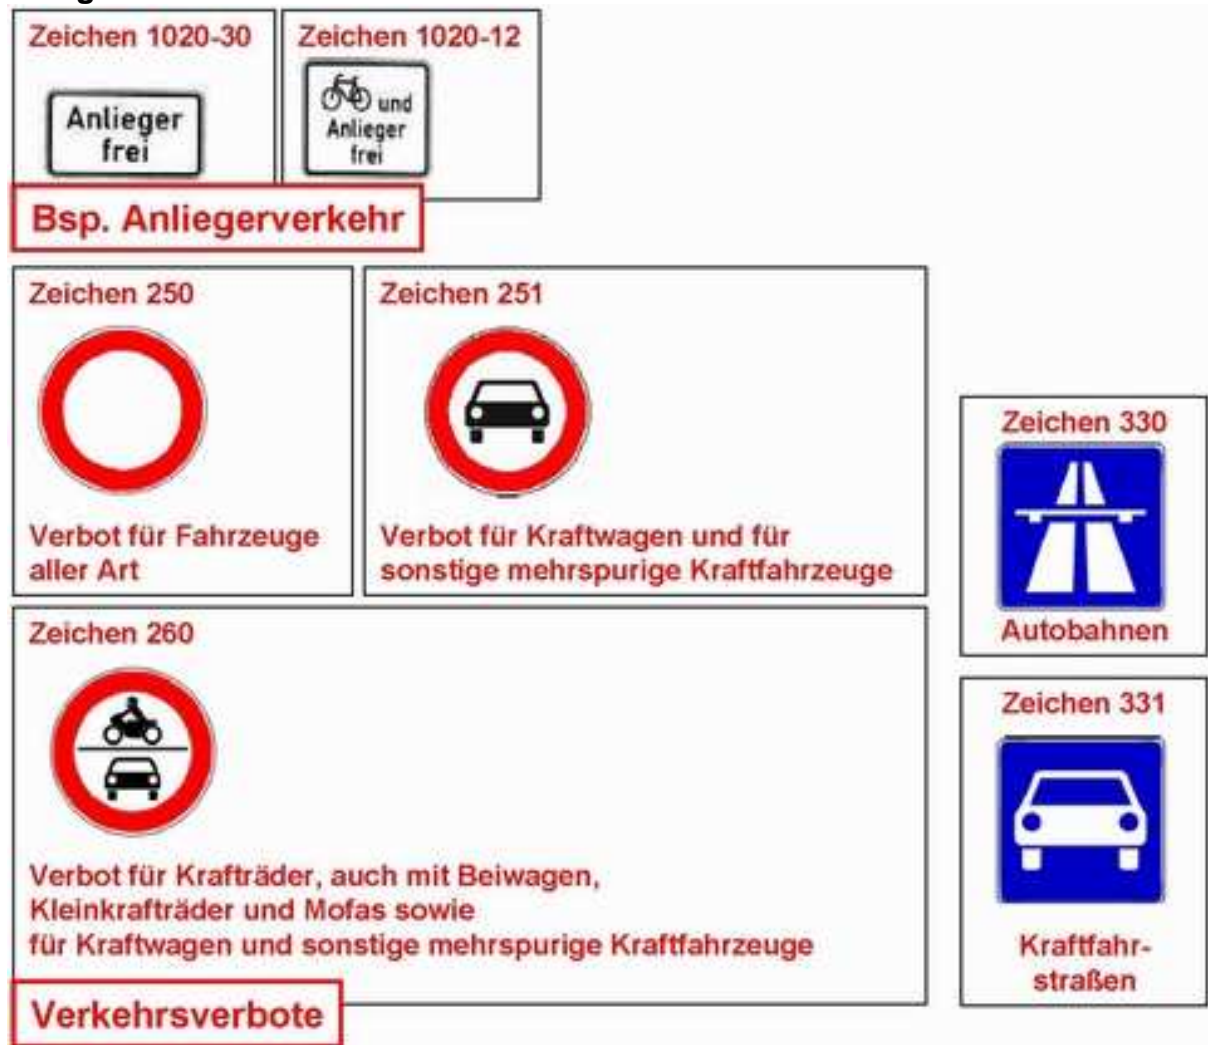 Zeichen 1020-30
Anlieger
frei
Zeichen 1020-12
und
Anlieger
frei
Bsp. Anliegerverkehr
Zeichen 250
Verbot für Fahrzeuge
aller Art
Zeichen 251
Verbot für Kraftwagen und für
sonstige mehrspurige Kraftfahrzeuge
Zeichen 330
Autobahnen
Zeichen 260
Verbot für Krafträder, auch mit Beiwagen,
Kleinkrafträder und Mofas sowie
für Kraftwagen und sonstige mehrspurige Kraftfahrzeuge
Verkehrsverbote
Zeichen 331
Kraftfahr-
straßen